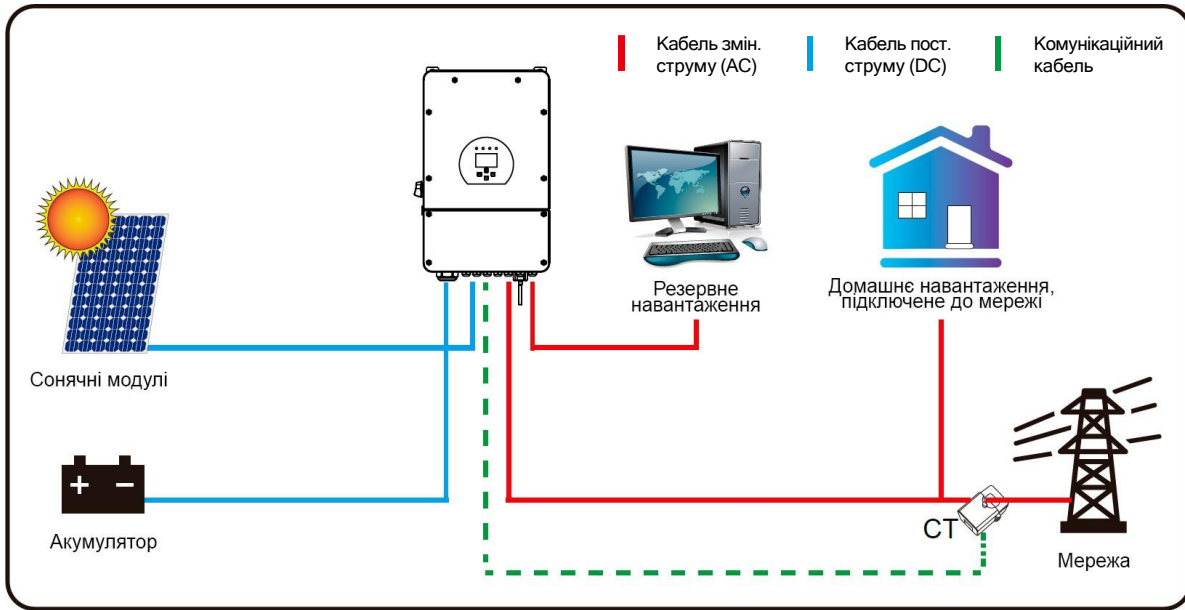 Кабель змін.
струму (AC)
Кабель пост.
струму (DC)
Комунікаційний
кабель
Резервне
навантаження
Домашнє навантаження,
підключене до мережі
Сонячні модулі
+ −
Акумулятор
CT
Мережа